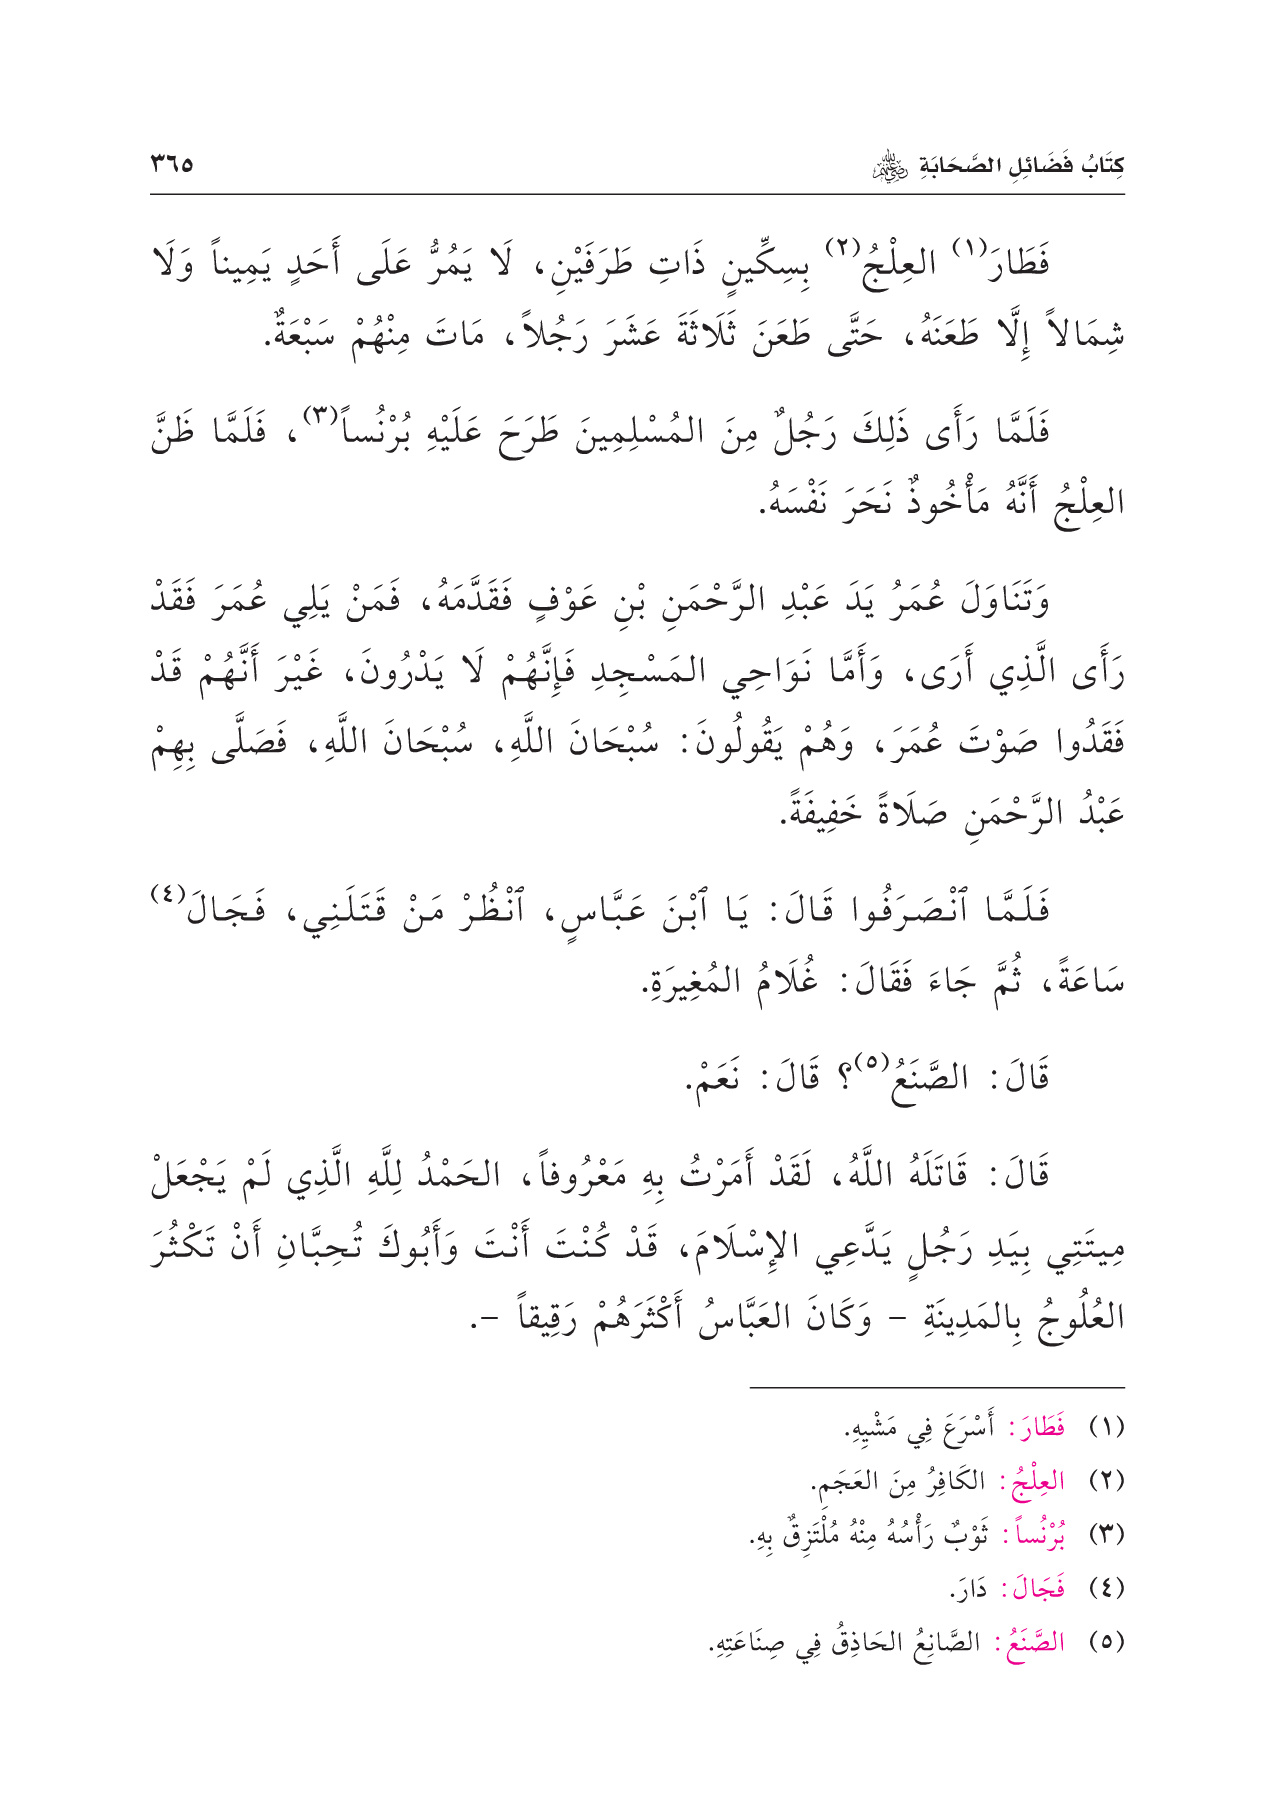 كِتَابُ فَضَائِلِ الصَّحَابَةِ ﵃ ٣٦٥
فَطَارَ(١) العِلْجُ(٢) بِسِكِّينٍ ذَاتِ طَرَفَيْنِ، لَا يَمُرُّ عَلَى أَحَدٍ يَمِيناً وَلَا
شِمَالاً إِلَّا طَعَنَهُ، حَتَّى طَعَنَ ثَلَاثَةَ عَشَرَ رَجُلاً، مَاتَ مِنْهُمْ سَبْعَةٌ.
فَلَمَّا رَأَى ذَلِكَ رَجُلٌ مِنَ المُسْلِمِينَ طَرَحَ عَلَيْهِ بُرْنُساً(٣)، فَلَمَّا ظَنَّ
العِلْجُ أَنَّهُ مَأْخُوذٌ نَحَرَ نَفْسَهُ.
وَتَنَاوَلَ عُمَرُ يَدَ عَبْدِ الرَّحْمَنِ بْنِ عَوْفٍ فَقَدَّمَهُ، فَمَنْ يَلِي عُمَرَ فَقَدْ
رَأَى الَّذِي أَرَى، وَأَمَّا نَوَاحِي المَسْجِدِ فَإِنَّهُمْ لَا يَدْرُونَ، غَيْرَ أَنَّهُمْ قَدْ
فَقَدُوا صَوْتَ عُمَرَ، وَهُمْ يَقُولُونَ: سُبْحَانَ اللَّهِ، سُبْحَانَ اللَّهِ، فَصَلَّى بِهِمْ
عَبْدُ الرَّحْمَنِ صَلَاةً خَفِيفَةً.
فَلَمَّا ٱنْصَرَفُوا قَالَ: يَا ٱبْنَ عَبَّاسٍ، ٱنْظُرْ مَنْ قَتَلَنِي، فَجَالَ(٤)
سَاعَةً، ثُمَّ جَاءَ فَقَالَ: غُلَامُ المُغِيرَةِ.
قَالَ: الصَّنَعُ(٥)؟ قَالَ: نَعَمْ.
قَالَ: قَاتَلَهُ اللَّهُ، لَقَدْ أَمَرْتُ بِهِ مَعْرُوفاً، الحَمْدُ لِلَّهِ الَّذِي لَمْ يَجْعَلْ
مِيتَتِي بِيَدِ رَجُلٍ يَدَّعِي الإِسْلَامَ، قَدْ كُنْتَ أَنْتَ وَأَبُوكَ تُحِبَّانِ أَنْ تَكْثُرَ
العُلُوجُ بِالمَدِينَةِ - وَكَانَ العَبَّاسُ أَكْثَرَهُمْ رَقِيقاً -.
(١) فَطَارَ: أَسْرَعَ فِي مَشْيِهِ.
(٢) العِلْجُ: الكَافِرُ مِنَ العَجَمِ.
(٣) بُرْنُساً: ثَوْبٌ رَأْسُهُ مِنْهُ مُلْتَزِقٌ بِهِ.
(٤) فَجَالَ: دَارَ.
(٥) الصَّنَعُ: الصَّانِعُ الحَاذِقُ فِي صِنَاعَتِهِ.